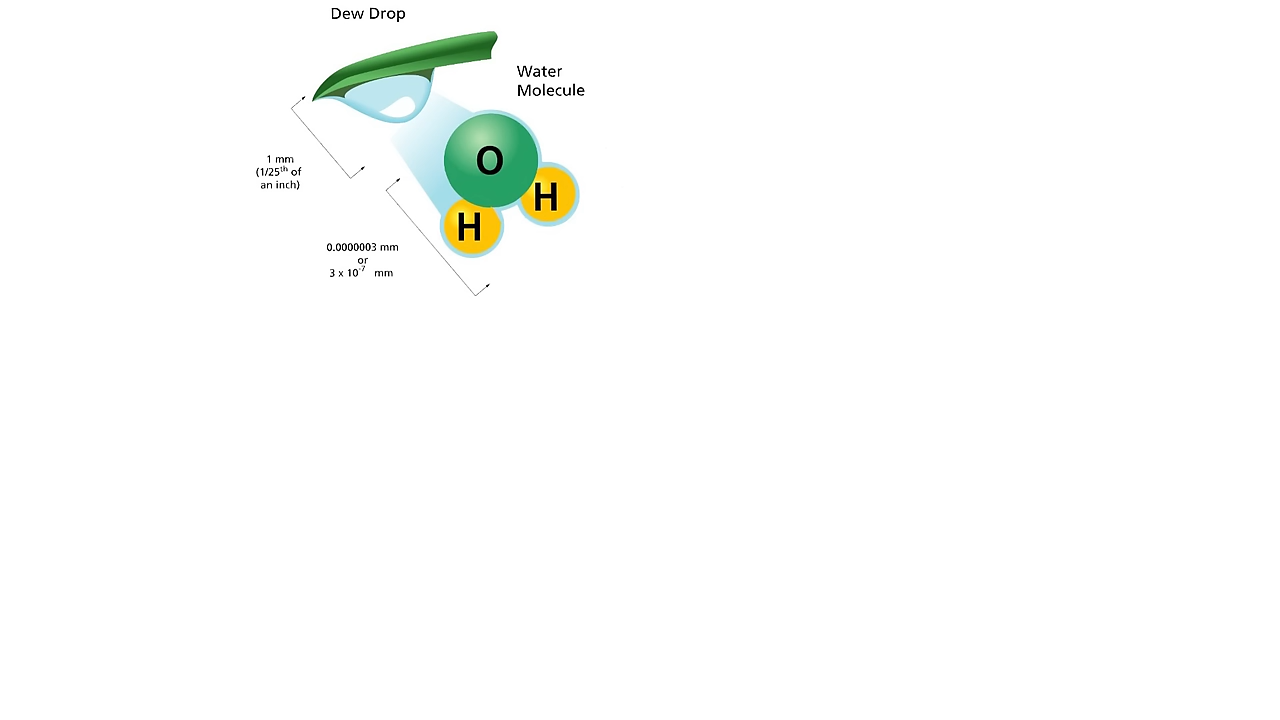 Dew Drop
Water
Molecule
O
H
H
1 mm
(1/25th of
an inch)
0.0000003 mm
or
3 x 10-7 mm